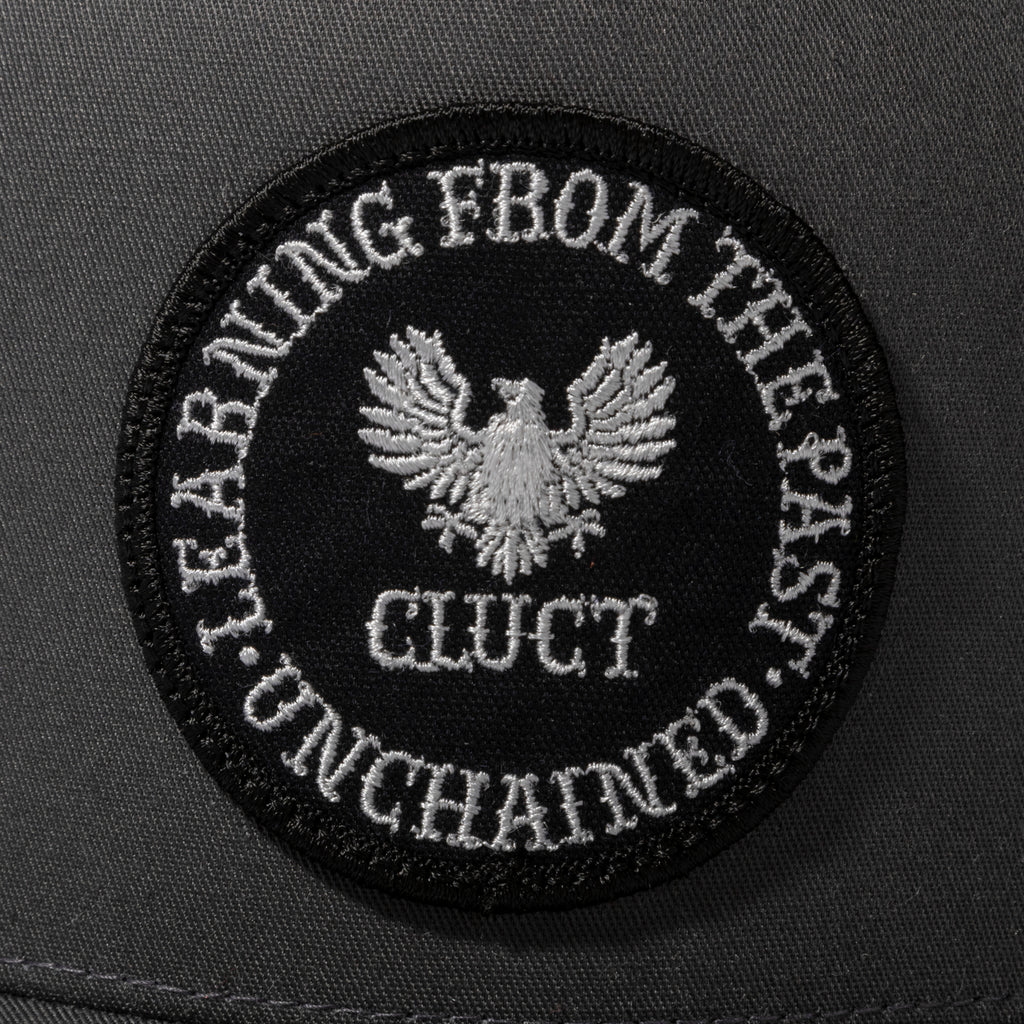 LEARNING FROM THE PAST
CLUCT
· UNCHAINED ·